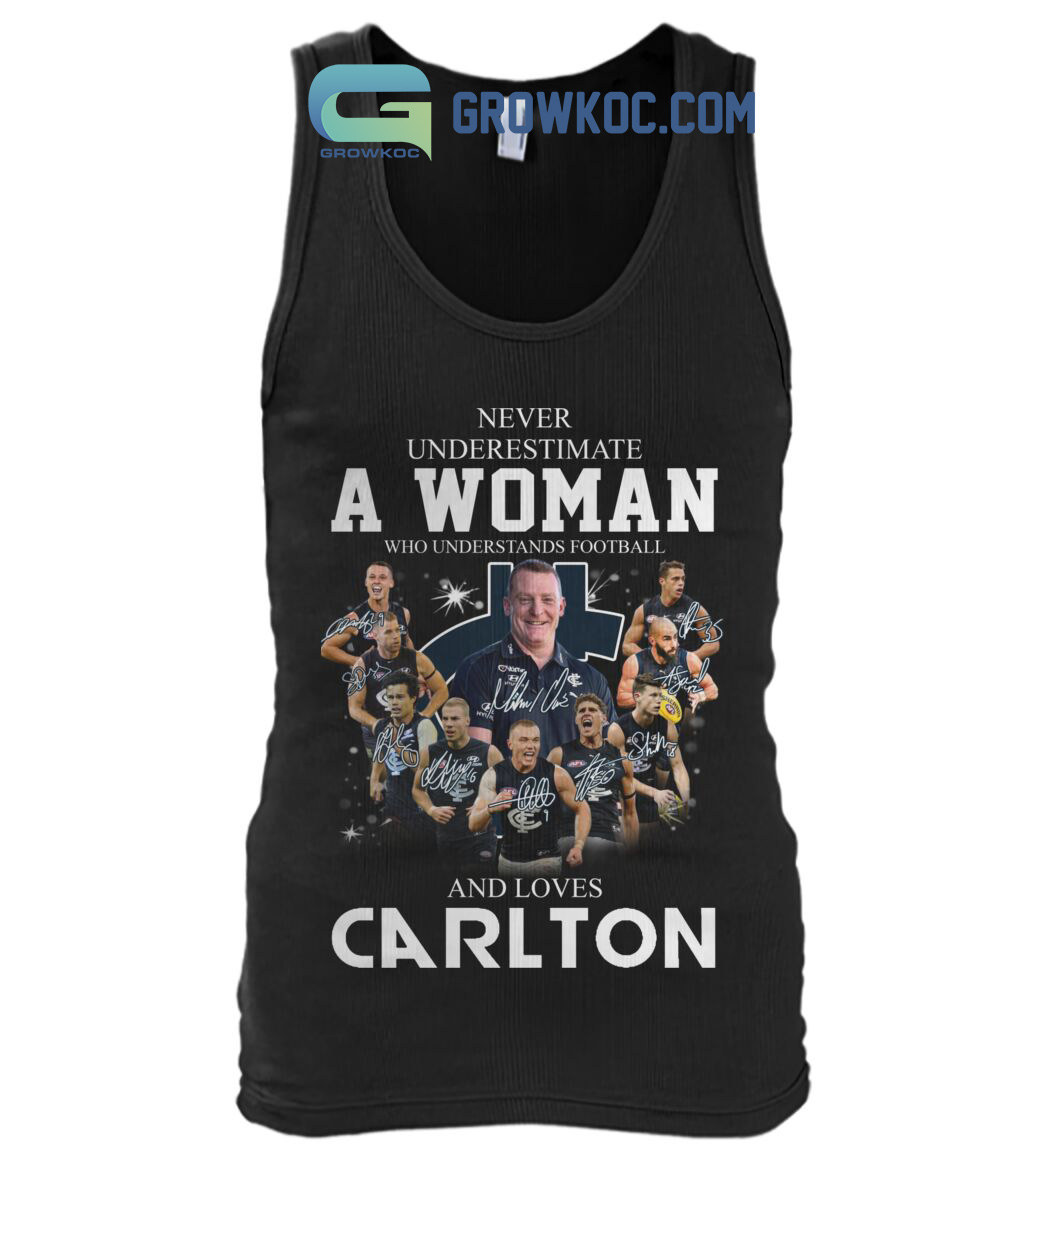 GROWKOC.COM
GROWKOC
NEVER
UNDERESTIMATE
A WOMAN
WHO UNDERSTANDS FOOTBALL
AND LOVES
CARLTON